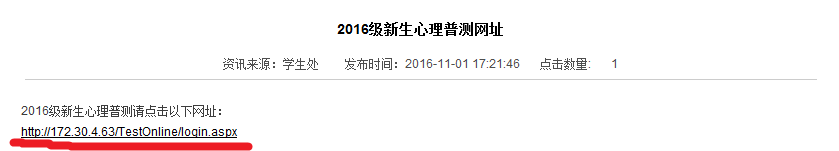 2016级新生心理普测网址
资讯来源：学生处 发布时间：2016-11-01 17:21:46 点击数量： 1
2016级新生心理普测请点击以下网址：
http://172.30.4.63/TestOnline/login.aspx